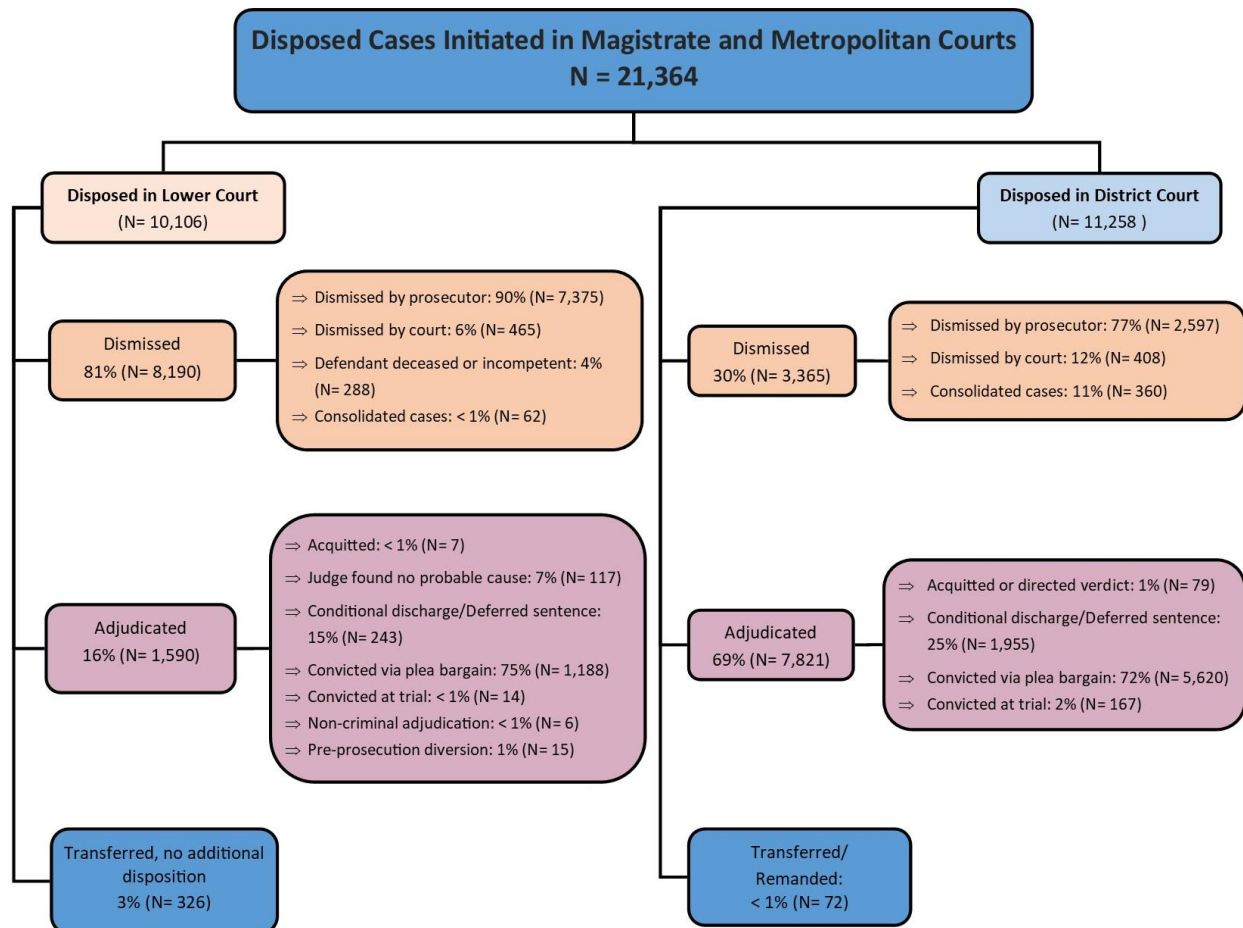 Disposed Cases Initiated in Magistrate and Metropolitan Courts
N = 21,364
Disposed in Lower Court
(N= 10,106)
Dismissed
81% (N= 8,190)
⇒ Dismissed by prosecutor: 90% (N= 7,375)
⇒ Dismissed by court: 6% (N= 465)
⇒ Defendant deceased or incompetent: 4%
(N= 288)
⇒ Consolidated cases: < 1% (N= 62)
Adjudicated
16% (N= 1,590)
⇒ Acquitted: < 1% (N= 7)
⇒ Judge found no probable cause: 7% (N= 117)
⇒ Conditional discharge/Deferred sentence:
15% (N= 243)
⇒ Convicted via plea bargain: 75% (N= 1,188)
⇒ Convicted at trial: < 1% (N= 14)
⇒ Non-criminal adjudication: < 1% (N= 6)
⇒ Pre-prosecution diversion: 1% (N= 15)
Transferred, no additional
disposition
3% (N= 326)
Disposed in District Court
(N= 11,258 )
Dismissed
30% (N= 3,365)
⇒ Dismissed by prosecutor: 77% (N= 2,597)
⇒ Dismissed by court: 12% (N= 408)
⇒ Consolidated cases: 11% (N= 360)
Adjudicated
69% (N= 7,821)
⇒ Acquitted or directed verdict: 1% (N= 79)
⇒ Conditional discharge/Deferred sentence:
25% (N= 1,955)
⇒ Convicted via plea bargain: 72% (N= 5,620)
⇒ Convicted at trial: 2% (N= 167)
Transferred/
Remanded:
< 1% (N= 72)